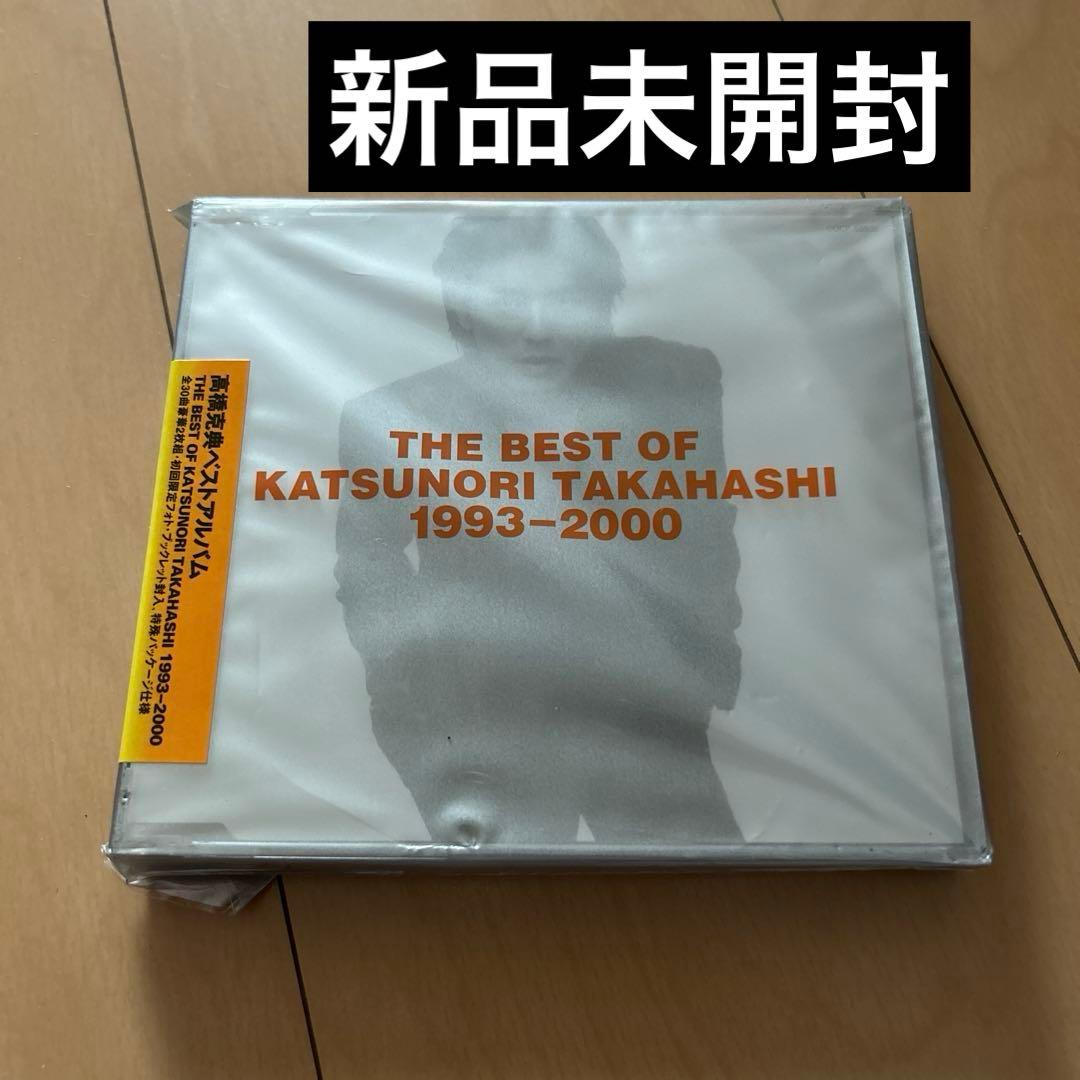 新品未開封
THE BEST OF
KATSUNORI TAKAHASHI
1993-2000
高橋克典ベストアルバム
THE BEST OF KATSUNORI TAKAHASHI 1993-2000
全30曲豪華2枚組・初回限定フォト・ブックレット封入、特殊パッケージ仕様